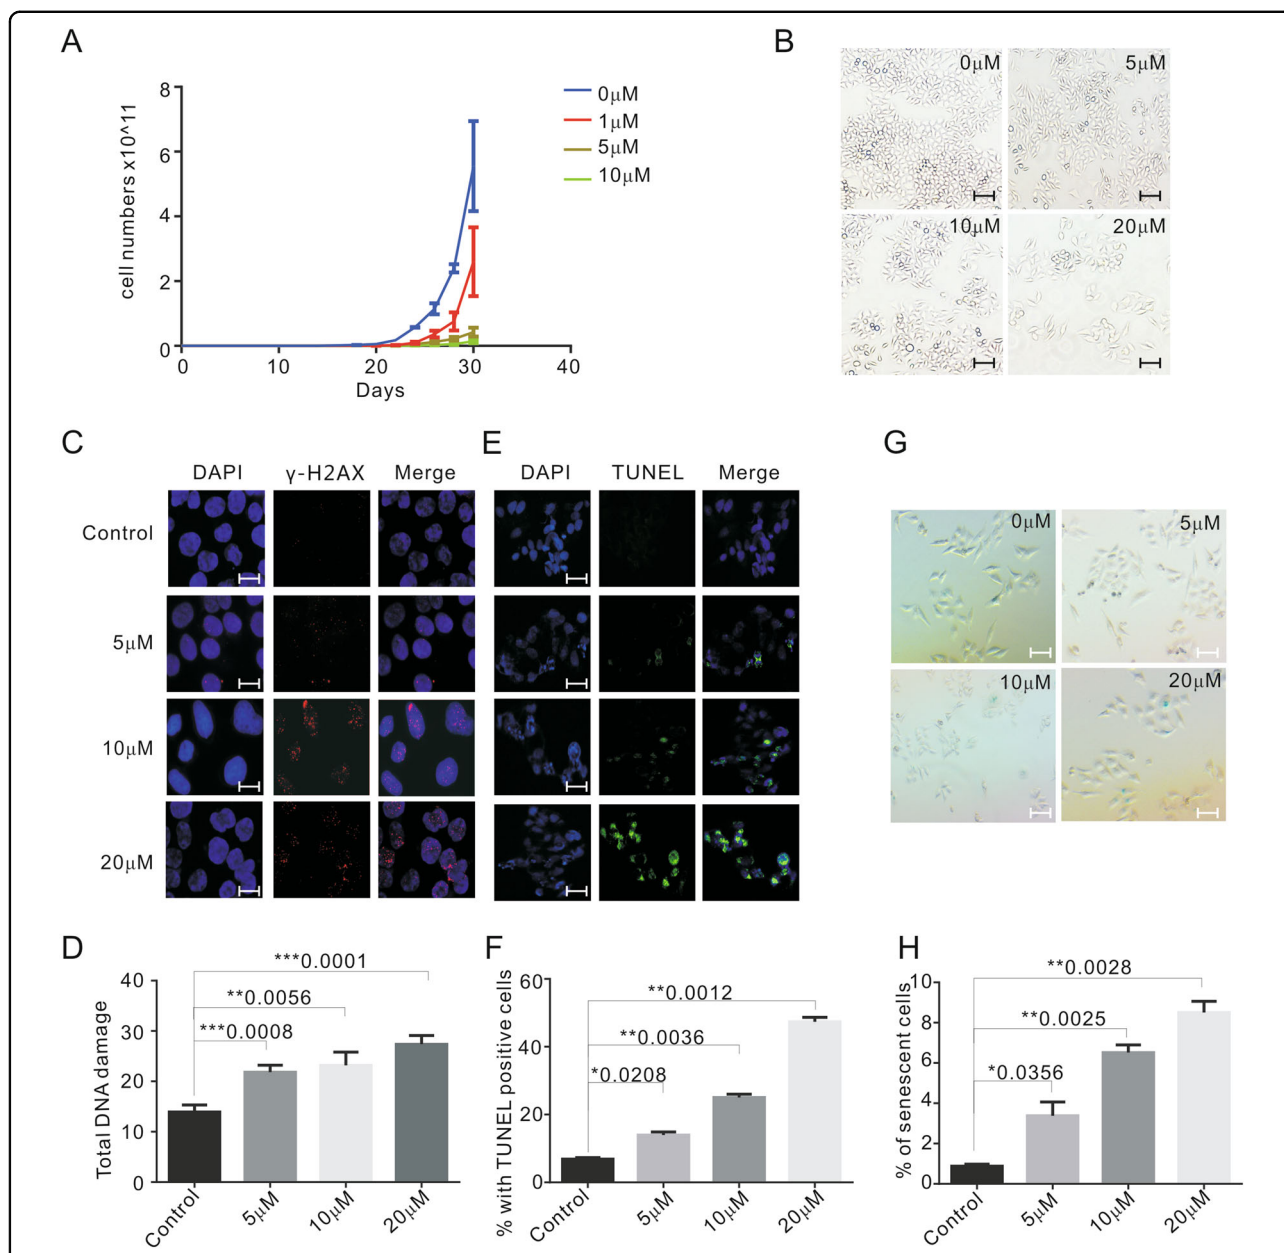 A
cell numbers x10^11
8
6
4
2
0
0 10 20 30 40
Days
0μM
1μM
5μM
10μM
B
0μM 5μM
10μM 20μM
C
DAPI γ-H2AX Merge
Control
5μM
10μM
20μM
E
DAPI TUNEL Merge
G
0μM 5μM
10μM 20μM
D
Total DNA damage
40
30
20
10
0
***0.0001
**0.0056
***0.0008
Control 5μM 10μM 20μM
F
% with TUNEL positive cells
60
40
20
0
**0.0012
**0.0036
*0.0208
Control 5μM 10μM 20μM
H
% of senescent cells
10
8
6
4
2
0
**0.0028
**0.0025
*0.0356
Control 5μM 10μM 20μM